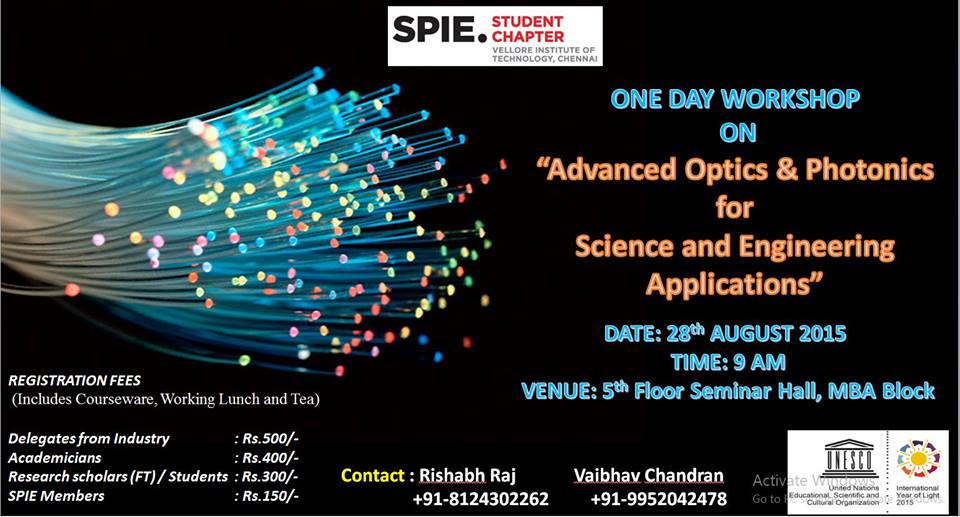 SPIE. STUDENT
CHAPTER
VELLORE INSTITUTE OF
TECHNOLOGY, CHENNAI
ONE DAY WORKSHOP
ON
“Advanced Optics & Photonics
for
Science and Engineering
Applications”
DATE: 28th AUGUST 2015
TIME: 9 AM
VENUE: 5th Floor Seminar Hall, MBA Block
REGISTRATION FEES
(Includes Courseware, Working Lunch and Tea)
Delegates from Industry : Rs.500/-
Academicians : Rs.400/-
Research scholars (FT) / Students : Rs.300/-
SPIE Members : Rs.150/-
Contact : Rishabh Raj Vaibhav Chandran
+91-8124302262 +91-9952042478
UNESCO
United Nations
Educational, Scientific and
Cultural Organization
International
Year of Light
2015
Activate Windows
Go to PC